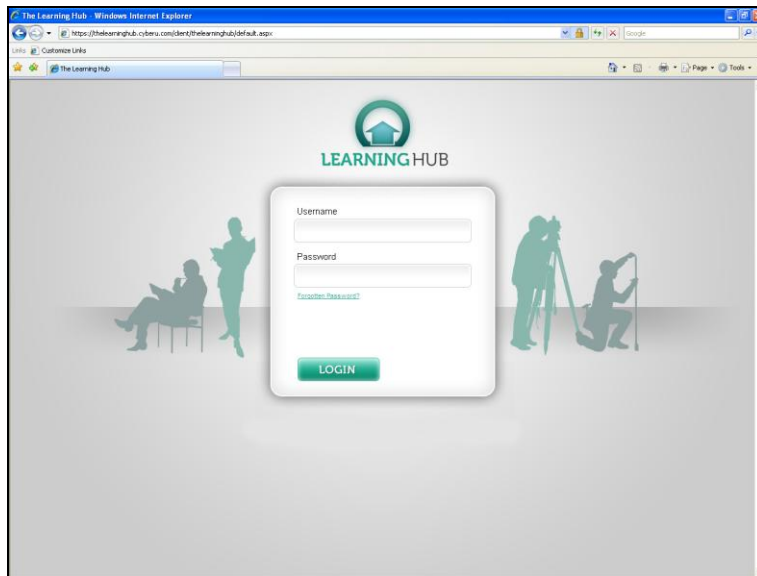 The Learning Hub - Windows Internet Explorer
https://thelearninghub.cyberu.com/client/thelearninghub/default.aspx
Google
Links Customize Links
The Learning Hub
Page Tools
LEARNING HUB
Username
Password
Forgotten Password?
LOGIN